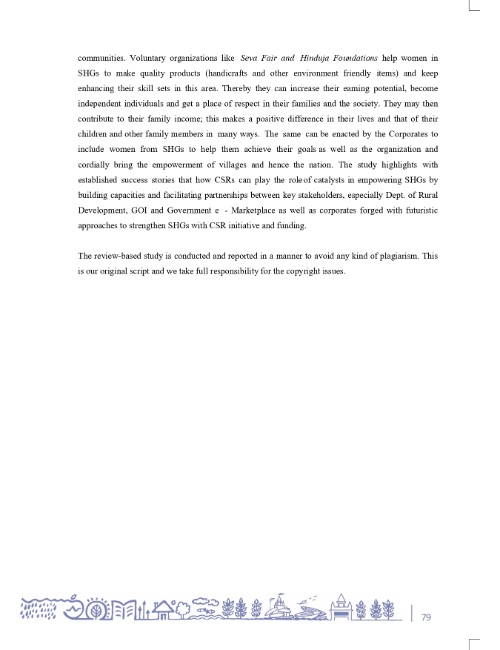 communities. Voluntary organizations like Seva Fair and Hinduja Foundations help women in
SHGs to make quality products (handicrafts and other environment friendly items) and keep
enhancing their skill sets in this area. Thereby they can increase their earning potential, become
independent individuals and get a place of respect in their families and the society. They may then
contribute to their family income; this makes a positive difference in their lives and that of their
children and other family members in many ways. The same can be enacted by the Corporates to
include women from SHGs to help them achieve their goals as well as the organization and
cordially bring the empowerment of villages and hence the nation. The study highlights with
established success stories that how CSRs can play the role of catalysts in empowering SHGs by
building capacities and facilitating partnerships between key stakeholders, especially Dept. of Rural
Development, GOI and Government e - Marketplace as well as corporates forged with futuristic
approaches to strengthen SHGs with CSR initiative and funding.
The review-based study is conducted and reported in a manner to avoid any kind of plagiarism. This
is our original script and we take full responsibility for the copyright issues.
79